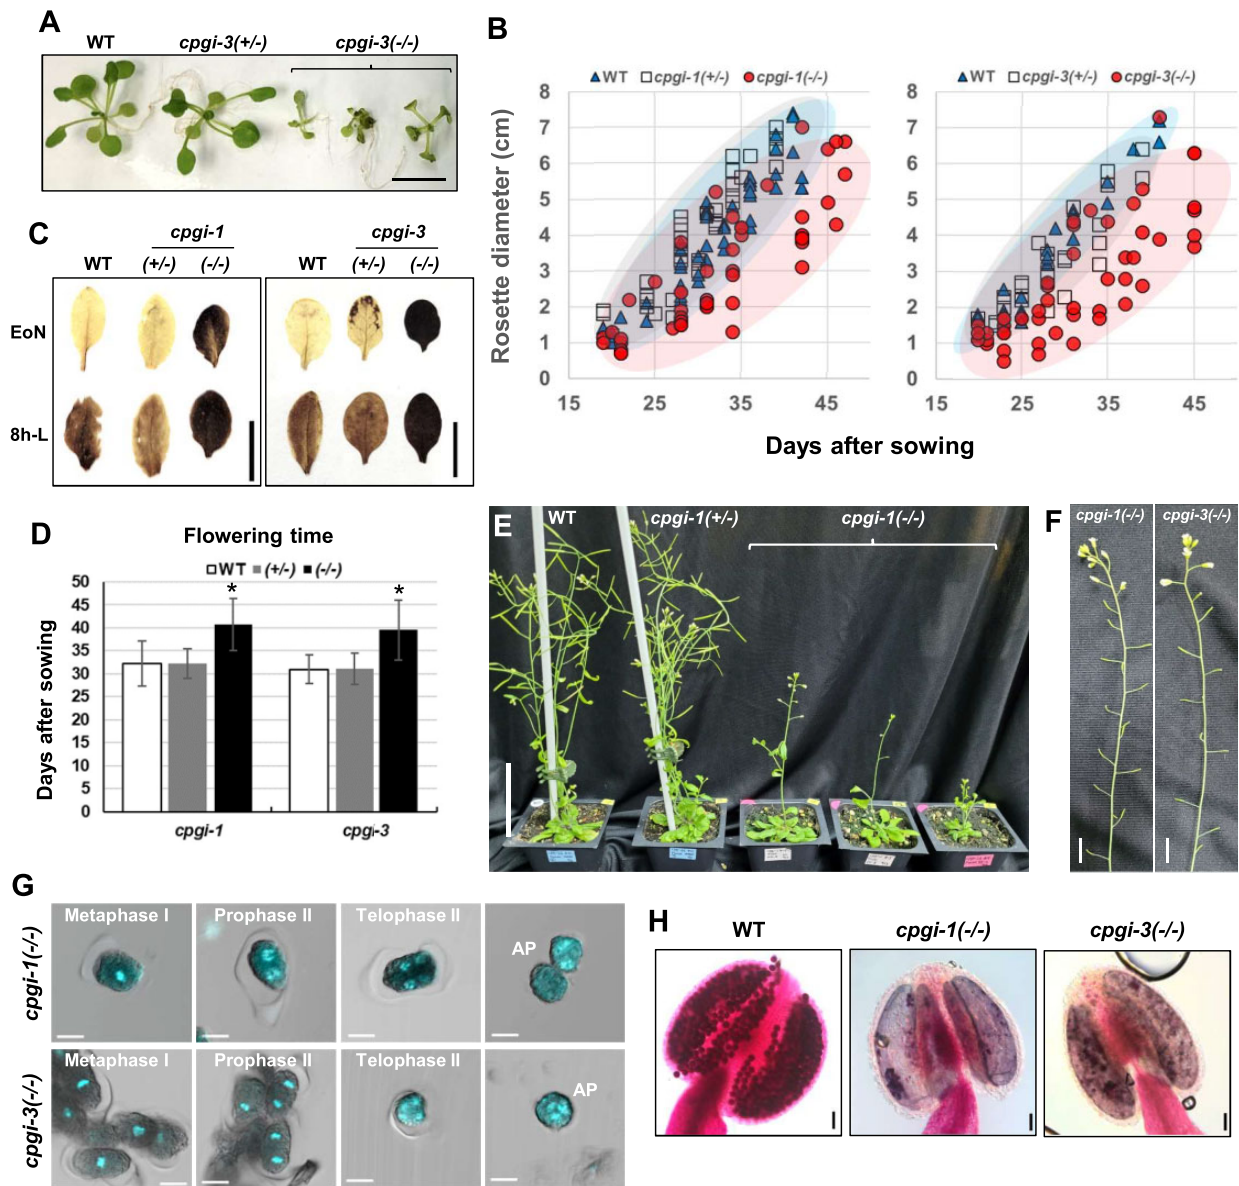 A
WT cpgi-3(+/-) cpgi-3(-/-)
B
WT cpgi-1(+/-) cpgi-1(-/-)
WT cpgi-3(+/-) cpgi-3(-/-)
Rosette diameter (cm)
8
7
6
5
4
3
2
1
0
15 25 35 45
8
7
6
5
4
3
2
1
0
15 25 35 45
Days after sowing
C
cpgi-1 cpgi-3
WT (+/-) (-/-) WT (+/-) (-/-)
EoN
8h-L
D
Flowering time
WT (+/-) (-/-)
Days after sowing
50
45
40
35
30
25
20
15
10
5
0
* *
cpgi-1 cpgi-3
E
WT cpgi-1(+/-) cpgi-1(-/-)
F
cpgi-1(-/-) cpgi-3(-/-)
G
cpgi-1(-/-)
Metaphase I Prophase II Telophase II
AP
cpgi-3(-/-)
Metaphase I Prophase II Telophase II
AP
H
WT cpgi-1(-/-) cpgi-3(-/-)